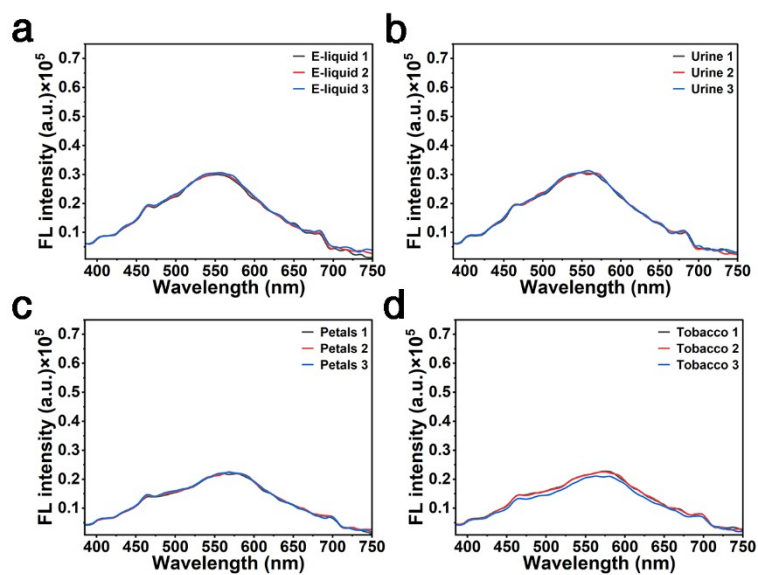 a
E-liquid 1
E-liquid 2
E-liquid 3
FL intensity (a.u.)×10⁵
0.7
0.6
0.5
0.4
0.3
0.2
0.1
400 450 500 550 600 650 700 750
Wavelength (nm)
b
Urine 1
Urine 2
Urine 3
FL intensity (a.u.)×10⁵
0.7
0.6
0.5
0.4
0.3
0.2
0.1
400 450 500 550 600 650 700 750
Wavelength (nm)
c
Petals 1
Petals 2
Petals 3
FL intensity (a.u.)×10⁵
0.7
0.6
0.5
0.4
0.3
0.2
0.1
400 450 500 550 600 650 700 750
Wavelength (nm)
d
Tobacco 1
Tobacco 2
Tobacco 3
FL intensity (a.u.)×10⁵
0.7
0.6
0.5
0.4
0.3
0.2
0.1
400 450 500 550 600 650 700 750
Wavelength (nm)